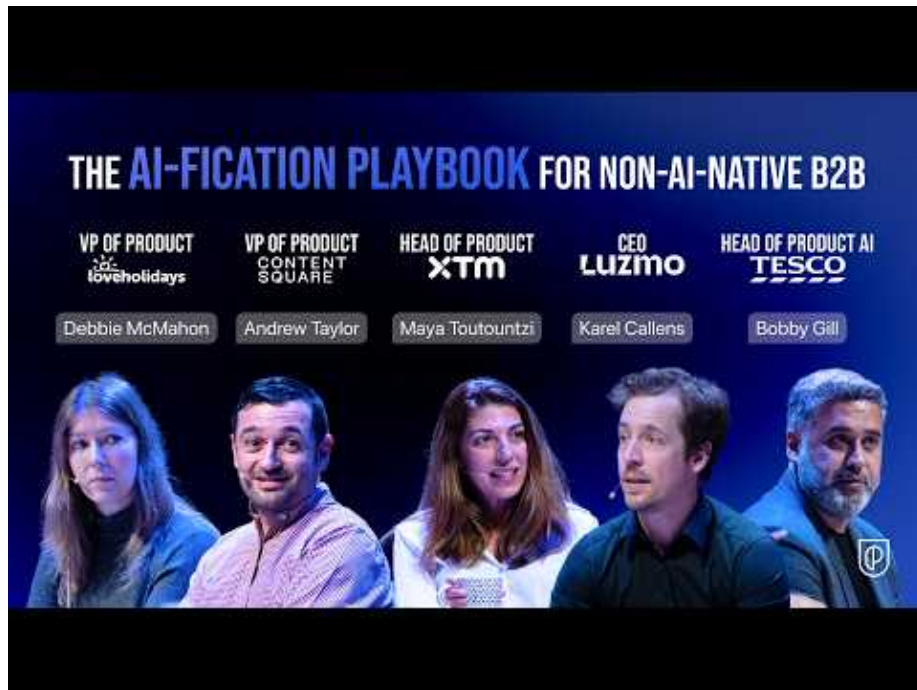 THE AI-FICATION PLAYBOOK FOR NON-AI-NATIVE B2B
VP OF PRODUCT
loveholidays
Debbie McMahon
VP OF PRODUCT
CONTENT
SQUARE
Andrew Taylor
HEAD OF PRODUCT
XTM
Maya Toutountzi
CEO
LUZMO
Karel Callens
HEAD OF PRODUCT AI
TESCO
Bobby Gill